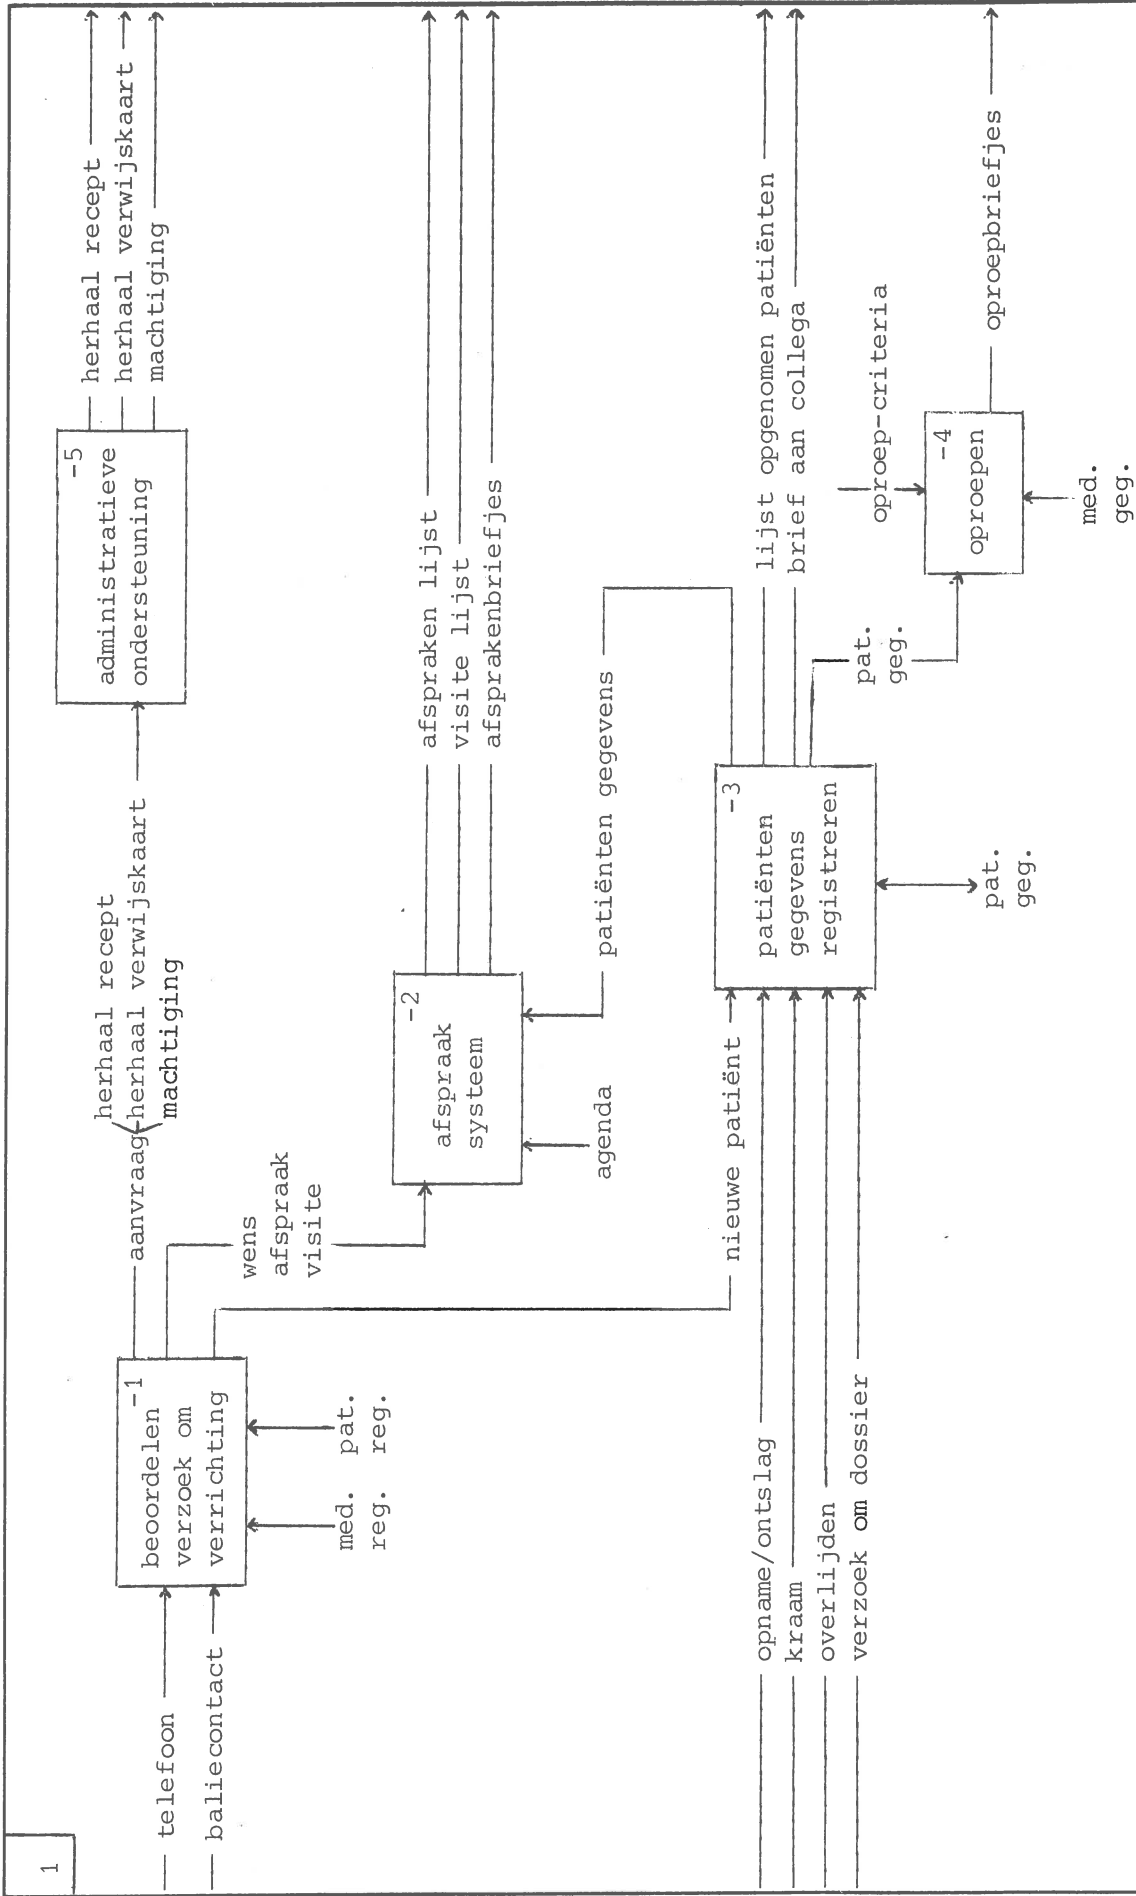 1
telefoon
baliecontact
-1
beoordelen
verzoek om
verrichting
med.
reg.
pat.
reg.
aanvraag
herhaal recept
herhaal verwijskaart
machtiging
wens
afspraak
visite
-5
administratieve
ondersteuning
herhaal recept
herhaal verwijskaart
machtiging
-2
afspraak
systeem
agenda
patiënten gegevens
afspraken lijst
visite lijst
afsprakenbriefjes
nieuwe patiënt
opname/ontslag
kraam
overlijden
verzoek om dossier
-3
patiënten
gegevens
registreren
pat.
geg.
lijst opgenomen patiënten
brief aan collega
pat.
geg.
oproep-criteria
-4
oproepen
med.
geg.
oproepbriefjes